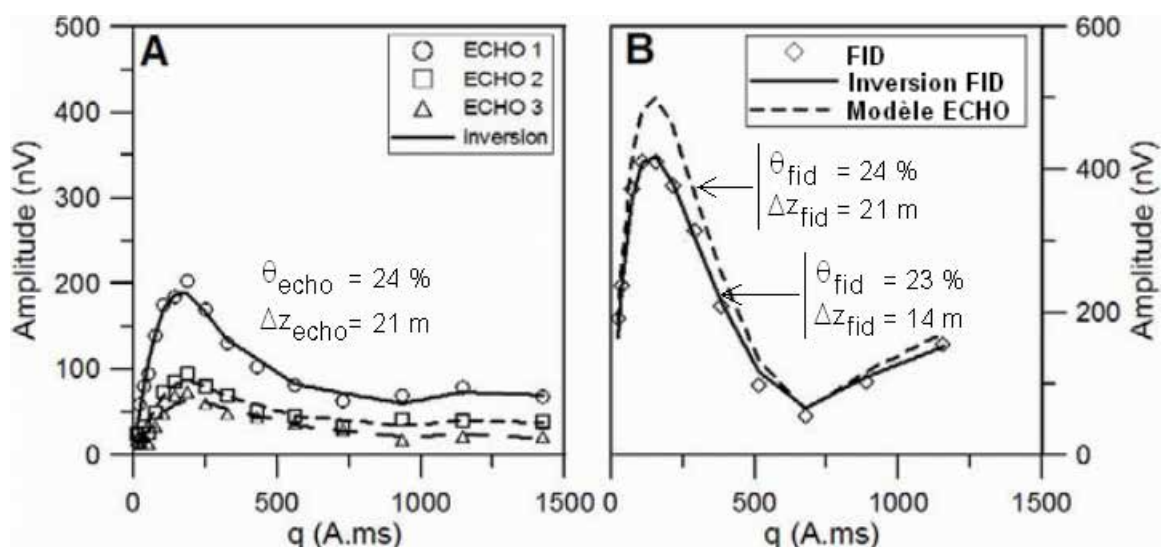 A
Amplitude (nV)
500
400
300
200
100
0
ECHO 1
ECHO 2
ECHO 3
Inversion
θecho = 24 %
Δzecho= 21 m
0
500
1000
1500
q (A.ms)
B
FID
Inversion FID
Modèle ECHO
θfid = 24 %
Δzfid = 21 m
θfid = 23 %
Δzfid = 14 m
600
400
200
0
Amplitude (nV)
0
500
1000
1500
q (A.ms)